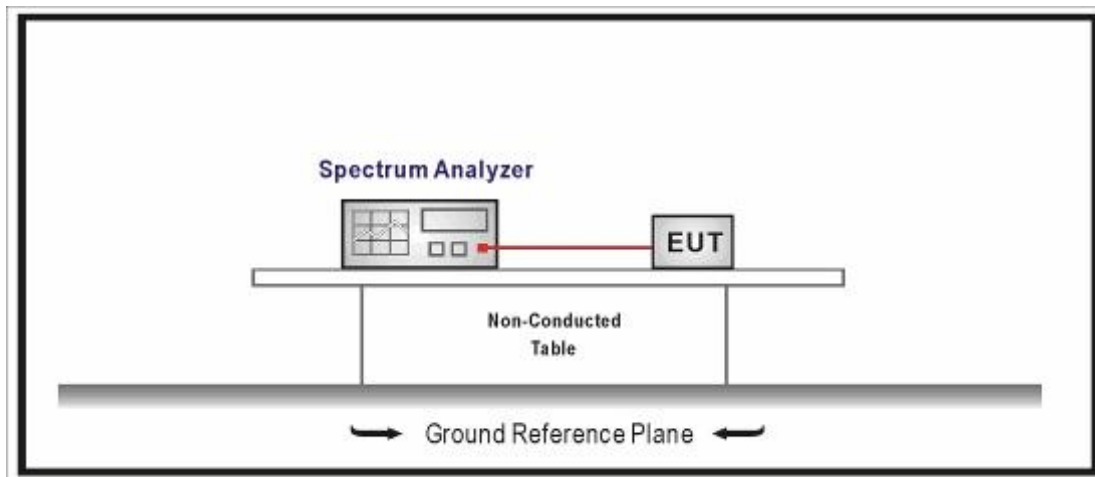 Spectrum Analyzer
EUT
Non-Conducted
Table
Ground Reference Plane